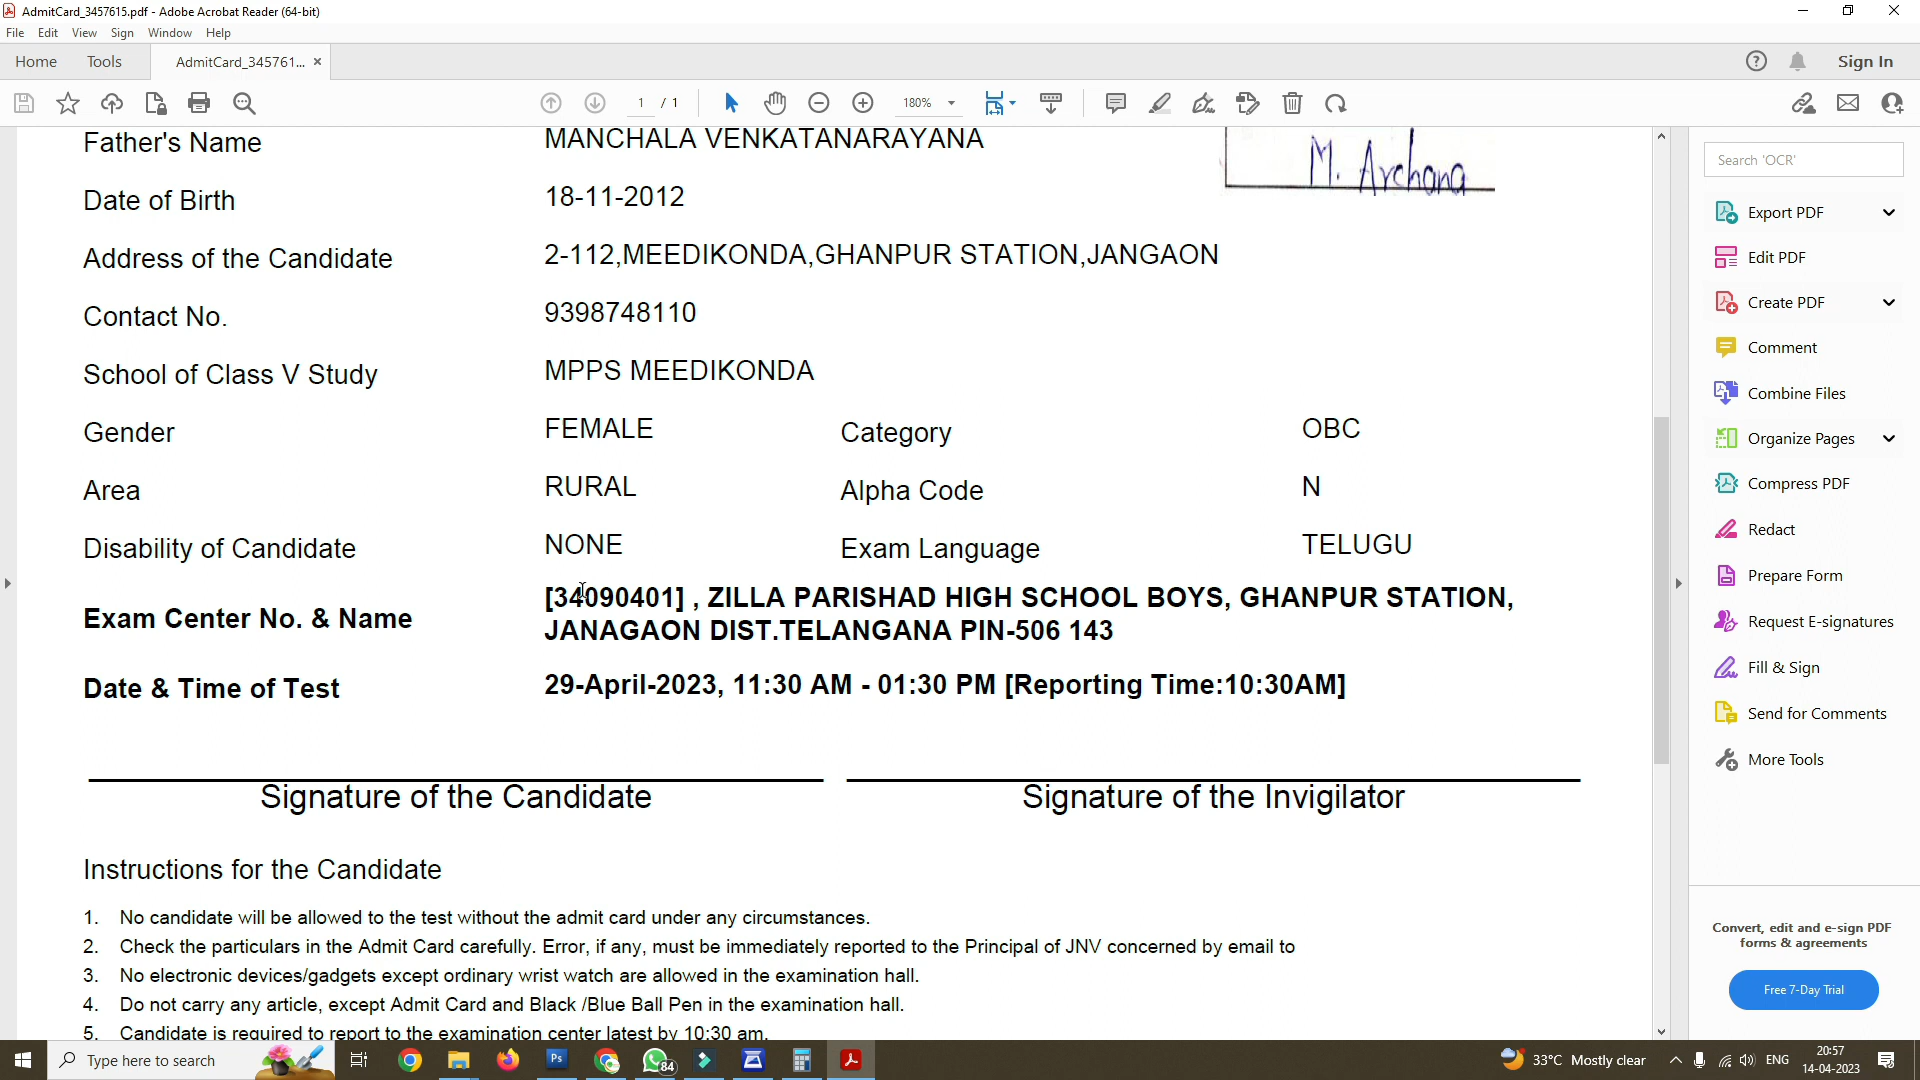 AdmitCard_3457615.pdf - Adobe Acrobat Reader (64-bit)
File Edit View Sign Window Help
Home Tools AdmitCard_345761... × Sign In
1 / 1 180%
Father's Name MANCHALA VENKATANARAYANA
M. Archana
Date of Birth 18-11-2012
Address of the Candidate 2-112,MEEDIKONDA,GHANPUR STATION,JANGAON
Contact No. 9398748110
School of Class V Study MPPS MEEDIKONDA
Gender FEMALE Category OBC
Area RURAL Alpha Code N
Disability of Candidate NONE Exam Language TELUGU
Exam Center No. & Name [34090401] , ZILLA PARISHAD HIGH SCHOOL BOYS, GHANPUR STATION,
JANAGAON DIST.TELANGANA PIN-506 143
Date & Time of Test 29-April-2023, 11:30 AM - 01:30 PM [Reporting Time:10:30AM]
Signature of the Candidate Signature of the Invigilator
Instructions for the Candidate
1. No candidate will be allowed to the test without the admit card under any circumstances.
2. Check the particulars in the Admit Card carefully. Error, if any, must be immediately reported to the Principal of JNV concerned by email to
3. No electronic devices/gadgets except ordinary wrist watch are allowed in the examination hall.
4. Do not carry any article, except Admit Card and Black /Blue Ball Pen in the examination hall.
5. Candidate is required to report to the examination center latest by 10:30 am.
Search 'OCR'
Export PDF
Edit PDF
Create PDF
Comment
Combine Files
Organize Pages
Compress PDF
Redact
Prepare Form
Request E-signatures
Fill & Sign
Send for Comments
More Tools
Convert, edit and e-sign PDF
forms & agreements
Free 7-Day Trial
Type here to search Ps 84 33°C Mostly clear ENG 20:57
14-04-2023